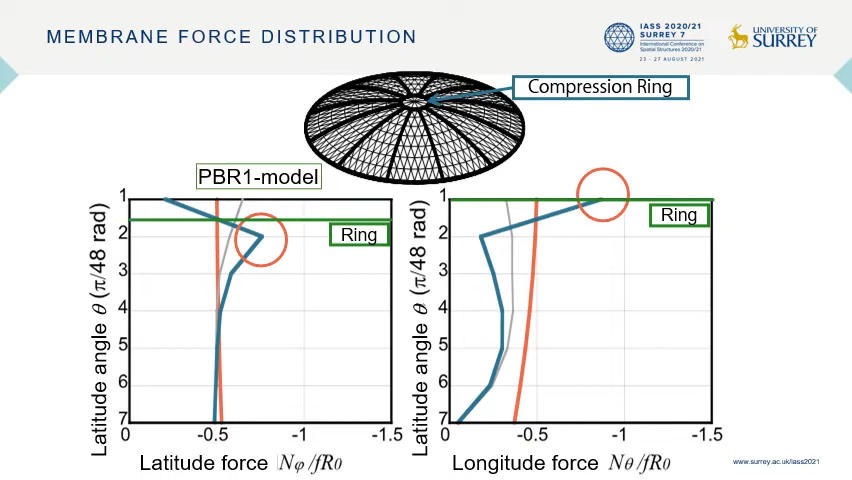 MEMBRANE FORCE DISTRIBUTION
IASS 2020/21
SURREY 7
International Conference on
Spatial Structures 2020/21
23 - 27 AUGUST 2021
UNIVERSITY OF
SURREY
Compression Ring
PBR1-model
Latitude angle θ (π/48 rad)
1
2
3
4
5
6
7
Ring
0
-0.5
-1
-1.5
Latitude force Nφ /fR0
Latitude angle θ (π/48 rad)
1
2
3
4
5
6
7
Ring
0
-0.5
-1
-1.5
Longitude force Nθ /fR0
www.surrey.ac.uk/iass2021